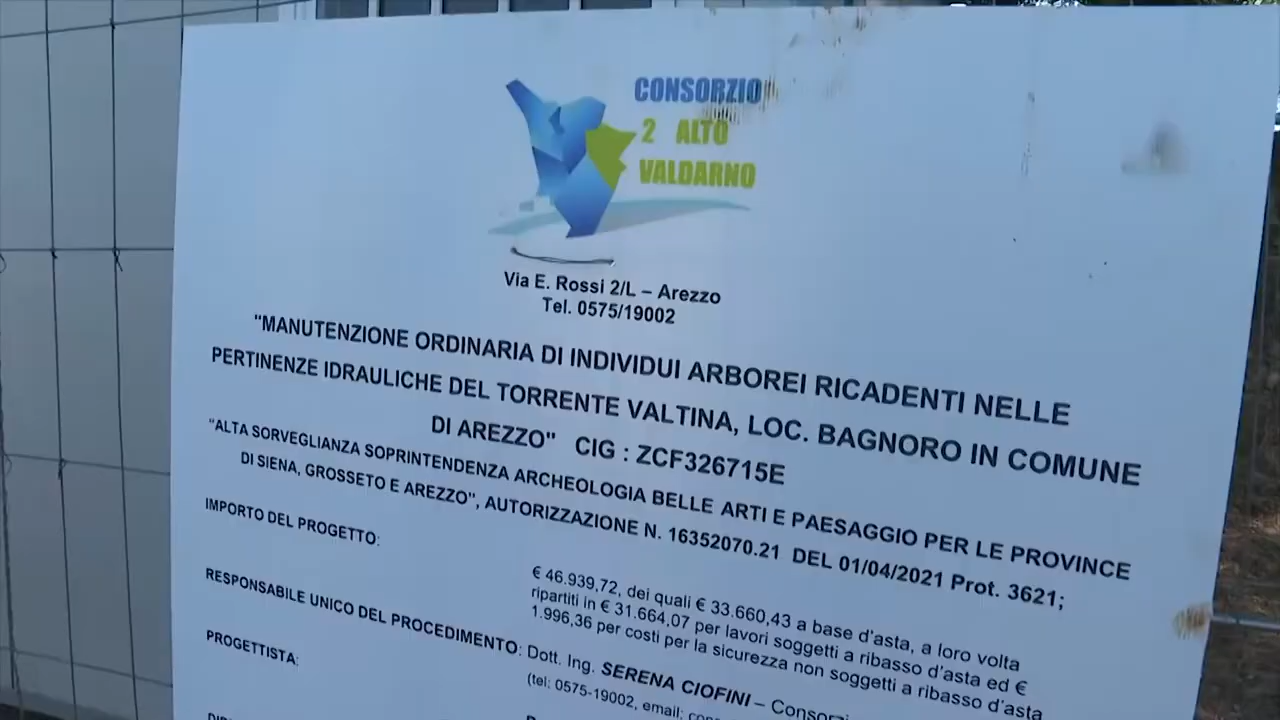 CONSORZIO
2 ALTO
VALDARNO
Via E. Rossi 2/L – Arezzo
Tel. 0575/19002
"MANUTENZIONE ORDINARIA DI INDIVIDUI ARBOREI RICADENTI NELLE
PERTINENZE IDRAULICHE DEL TORRENTE VALTINA, LOC. BAGNORO IN COMUNE
DI AREZZO" CIG : ZCF326715E
"ALTA SORVEGLIANZA SOPRINTENDENZA ARCHEOLOGIA BELLE ARTI E PAESAGGIO PER LE PROVINCE
DI SIENA, GROSSETO E AREZZO", AUTORIZZAZIONE N. 16352070.21 DEL 01/04/2021 Prot. 3621;
IMPORTO DEL PROGETTO:
€ 46.939,72, dei quali € 33.660,43 a base d'asta, a loro volta
ripartiti in € 31.664,07 per lavori soggetti a ribasso d'asta ed €
1.996,36 per costi per la sicurezza non soggetti a ribasso d'asta
RESPONSABILE UNICO DEL PROCEDIMENTO: Dott. Ing. SERENA CIOFINI – Consorzi
(tel: 0575-19002, email:
PROGETTISTA: